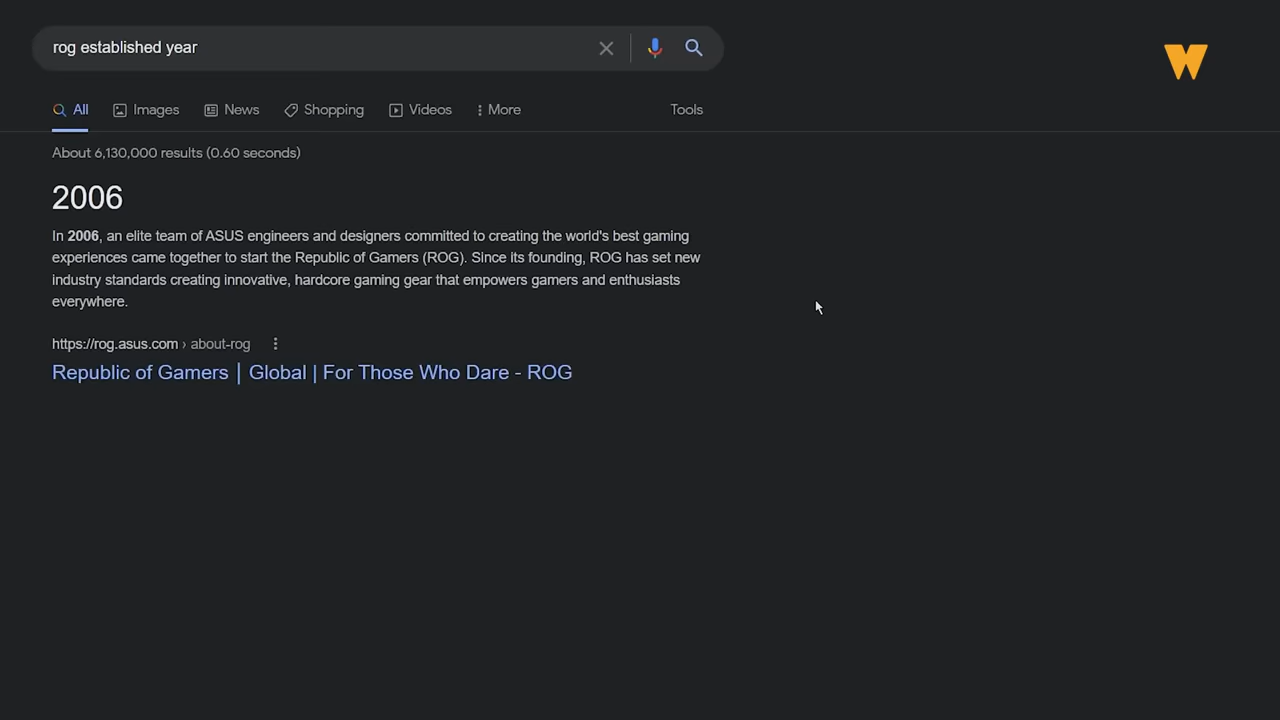 rog established year
All Images News Shopping Videos More Tools
About 6,130,000 results (0.60 seconds)
2006
In 2006, an elite team of ASUS engineers and designers committed to creating the world's best gaming
experiences came together to start the Republic of Gamers (ROG). Since its founding, ROG has set new
industry standards creating innovative, hardcore gaming gear that empowers gamers and enthusiasts
everywhere.
https://rog.asus.com › about-rog
Republic of Gamers | Global | For Those Who Dare - ROG